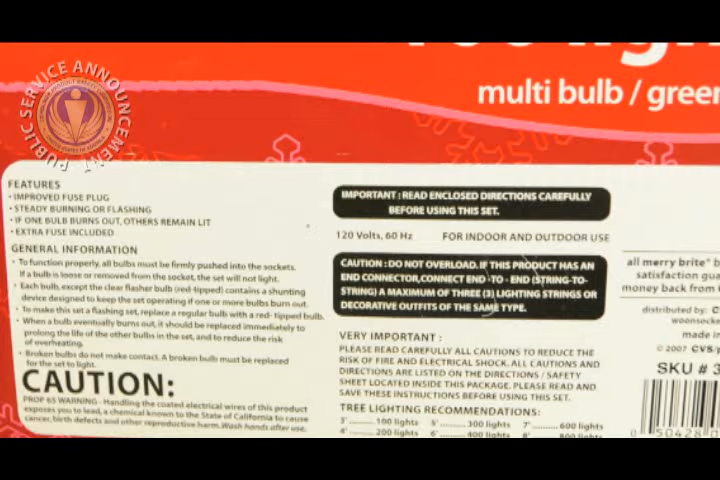 PUBLIC SERVICE ANNOUNCEMENT
multi bulb / green
FEATURES
• IMPROVED FUSE PLUG
• STEADY BURNING OR FLASHING
• IF ONE BULB BURNS OUT, OTHERS REMAIN LIT
• EXTRA FUSE INCLUDED
GENERAL INFORMATION
• To function properly, all bulbs must be firmly pushed into the sockets.
If a bulb is loose or removed from the socket, the set will not light.
• Each bulb, except the clear flasher bulb (red-tipped) contains a shunting
device designed to keep the set operating if one or more bulbs burn out.
• To make this set a flashing set, replace a regular bulb with a red-tipped bulb.
• When a bulb eventually burns out, it should be replaced immediately to
prolong the life of the other bulbs in the set, and to reduce the risk
of overheating.
• Broken bulbs do not make contact. A broken bulb must be replaced
for the set to light.
CAUTION:
PROP 65 WARNING - Handling the coated electrical wires of this product
exposes you to lead, a chemical known to the State of California to cause
cancer, birth defects and other reproductive harm. Wash hands after use.
IMPORTANT : READ ENCLOSED DIRECTIONS CAREFULLY
BEFORE USING THIS SET.
120 Volts, 60 Hz FOR INDOOR AND OUTDOOR USE
CAUTION : DO NOT OVERLOAD. IF THIS PRODUCT HAS AN
END CONNECTOR, CONNECT END - TO - END (STRING-TO-
STRING) A MAXIMUM OF THREE (3) LIGHTING STRINGS OR
DECORATIVE OUTFITS OF THE SAME TYPE.
VERY IMPORTANT :
PLEASE READ CAREFULLY ALL CAUTIONS TO REDUCE THE
RISK OF FIRE AND ELECTRICAL SHOCK. ALL CAUTIONS AND
DIRECTIONS ARE LISTED ON THE DIRECTIONS / SAFETY
SHEET LOCATED INSIDE THIS PACKAGE. PLEASE READ AND
SAVE THESE INSTRUCTIONS BEFORE USING THIS SET.
TREE LIGHTING RECOMMENDATIONS:
3' ......... 100 lights 5' ......... 300 lights 7' ......... 600 lights
4' ......... 200 lights 6' ......... 400 lights 8' ......... 800 lights
all merry brite
satisfaction
money back from
distributed by:
woonsocket
made in
© 2007 CVS/
SKU # 3
0 50428 0